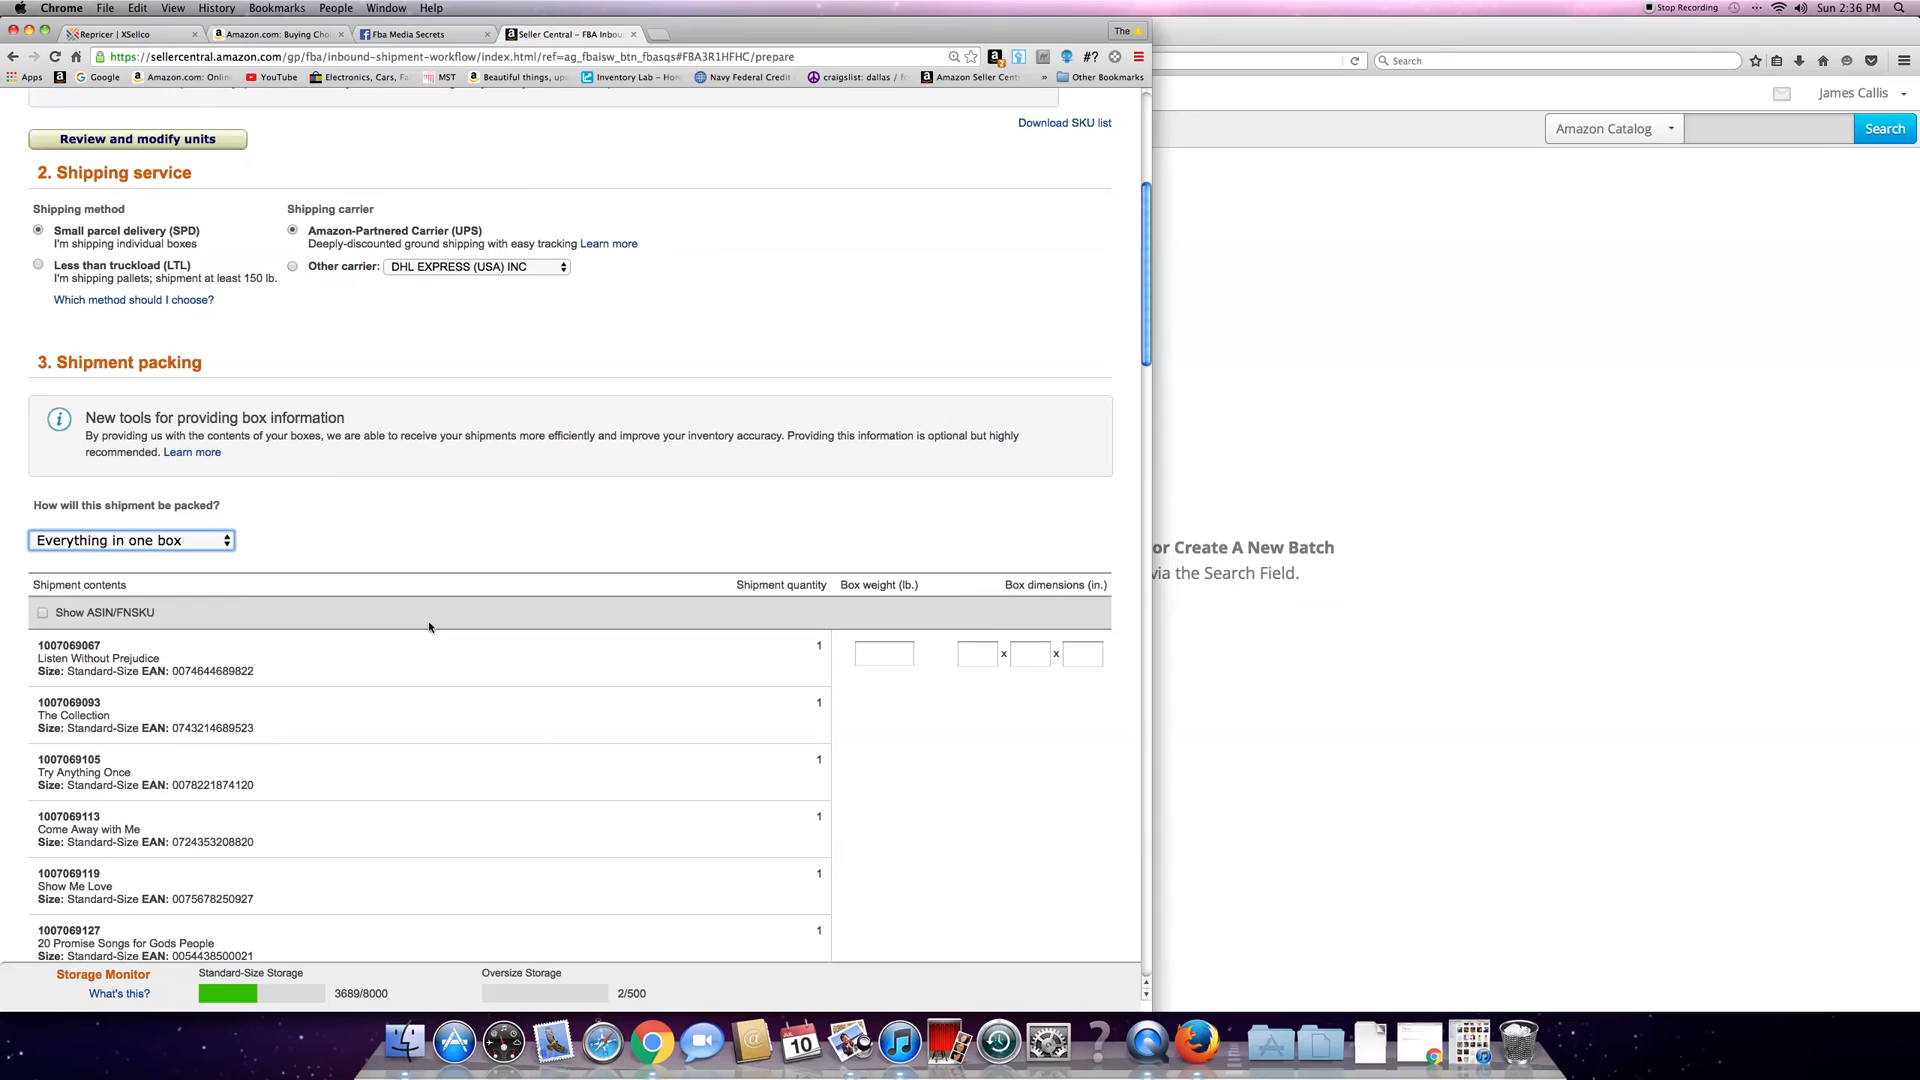 Chrome File Edit View History Bookmarks People Window Help Stop Recording Sun 2:36 PM
Repricer | XSellco Amazon.com: Buying Cho Fba Media Secrets Seller Central - FBA Inbou The
https://sellercentral.amazon.com/gp/fba/inbound-shipment-workflow/index.html/ref=ag_fbaisw_btn_fbasqs#FBA3R1HFHC/prepare #? Search
Apps Google Amazon.com: Onlin YouTube Electronics, Cars, Fa MST Beautiful things, up Inventory Lab - Ho Navy Federal Credit craigslist: dallas / fo Amazon Seller Cent » Other Bookmarks
James Callis
Download SKU list
Amazon Catalog Search
Review and modify units
2. Shipping service
Shipping method Shipping carrier
Small parcel delivery (SPD) Amazon-Partnered Carrier (UPS)
I'm shipping individual boxes Deeply-discounted ground shipping with easy tracking Learn more
Less than truckload (LTL) Other carrier: DHL EXPRESS (USA) INC
I'm shipping pallets; shipment at least 150 lb.
Which method should I choose?
3. Shipment packing
New tools for providing box information
By providing us with the contents of your boxes, we are able to receive your shipments more efficiently and improve your inventory accuracy. Providing this information is optional but highly
recommended. Learn more
How will this shipment be packed?
Everything in one box
or Create A New Batch
via the Search Field.
Shipment contents Shipment quantity Box weight (lb.) Box dimensions (in.)
Show ASIN/FNSKU
1007069067 1
Listen Without Prejudice x x
Size: Standard-Size EAN: 0074644689822
1007069093 1
The Collection
Size: Standard-Size EAN: 0743214689523
1007069105 1
Try Anything Once
Size: Standard-Size EAN: 0078221874120
1007069113 1
Come Away with Me
Size: Standard-Size EAN: 0724353208820
1007069119 1
Show Me Love
Size: Standard-Size EAN: 0075678250927
1007069127 1
20 Promise Songs for Gods People
Size: Standard-Size EAN: 0054438500021
Storage Monitor Standard-Size Storage Oversize Storage
What's this? 3689/8000 2/500
10